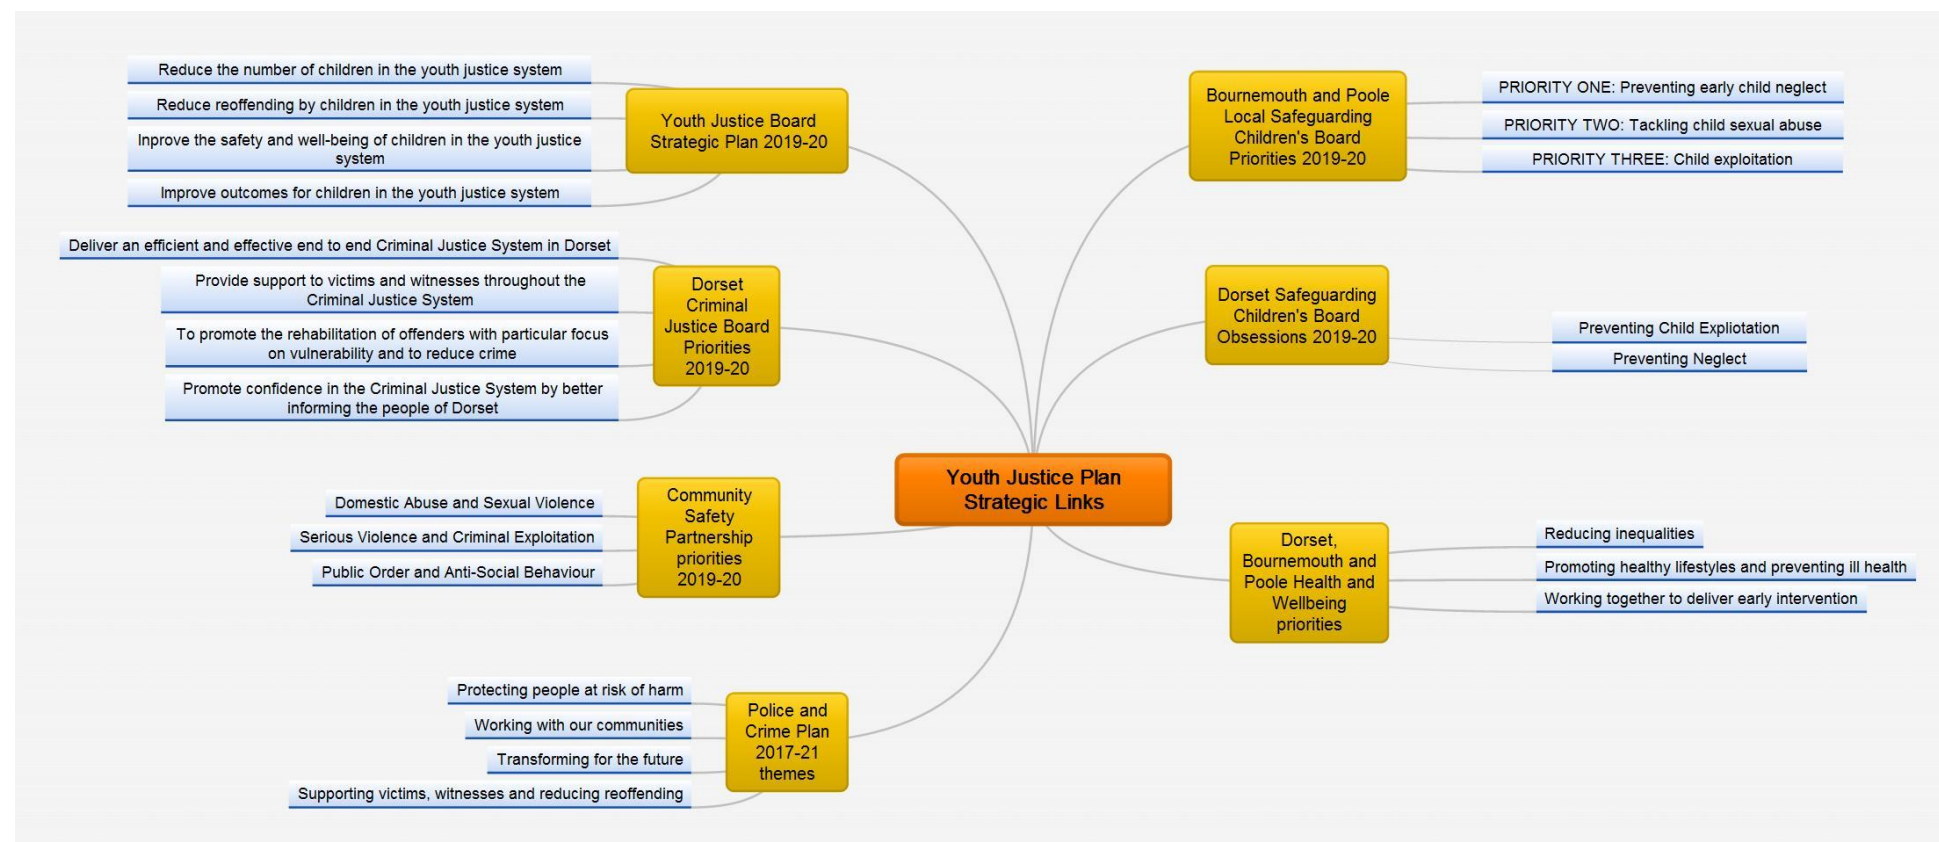 Reduce the number of children in the youth justice system
Reduce reoffending by children in the youth justice system
Inprove the safety and well-being of children in the youth justice
system
Improve outcomes for children in the youth justice system
Youth Justice Board
Strategic Plan 2019-20
Deliver an efficient and effective end to end Criminal Justice System in Dorset
Provide support to victims and witnesses throughout the
Criminal Justice System
To promote the rehabilitation of offenders with particular focus
on vulnerability and to reduce crime
Promote confidence in the Criminal Justice System by better
informing the people of Dorset
Dorset
Criminal
Justice Board
Priorities
2019-20
Domestic Abuse and Sexual Violence
Serious Violence and Criminal Exploitation
Public Order and Anti-Social Behaviour
Community
Safety
Partnership
priorities
2019-20
Protecting people at risk of harm
Working with our communities
Transforming for the future
Supporting victims, witnesses and reducing reoffending
Police and
Crime Plan
2017-21
themes
Youth Justice Plan
Strategic Links
Bournemouth and Poole
Local Safeguarding
Children's Board
Priorities 2019-20
PRIORITY ONE: Preventing early child neglect
PRIORITY TWO: Tackling child sexual abuse
PRIORITY THREE: Child exploitation
Dorset Safeguarding
Children's Board
Obsessions 2019-20
Preventing Child Expliotation
Preventing Neglect
Dorset,
Bournemouth and
Poole Health and
Wellbeing
priorities
Reducing inequalities
Promoting healthy lifestyles and preventing ill health
Working together to deliver early intervention